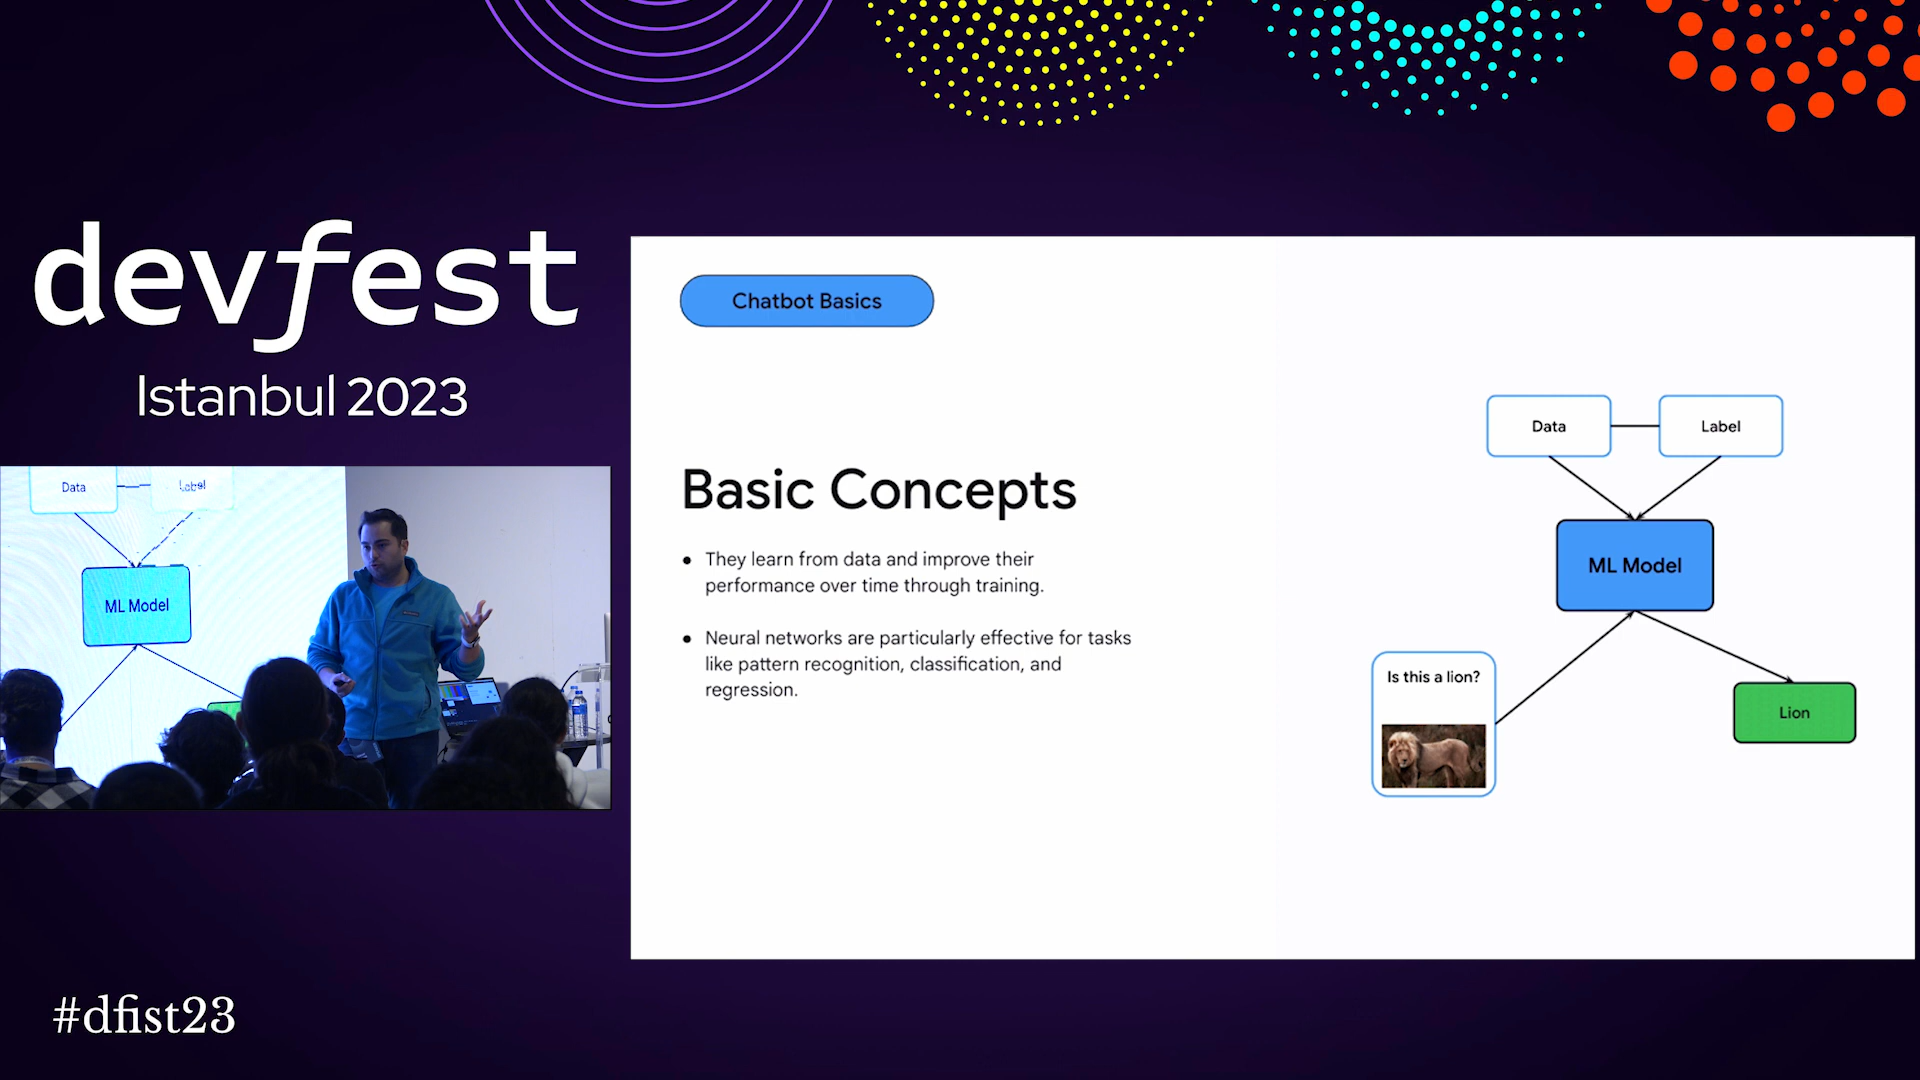 devfest
Istanbul 2023
Data
Label
ML Model
#dfist23
Chatbot Basics
Basic Concepts
● They learn from data and improve their
performance over time through training.
● Neural networks are particularly effective for tasks
like pattern recognition, classification, and
regression.
Data
Label
ML Model
Is this a lion?
Lion